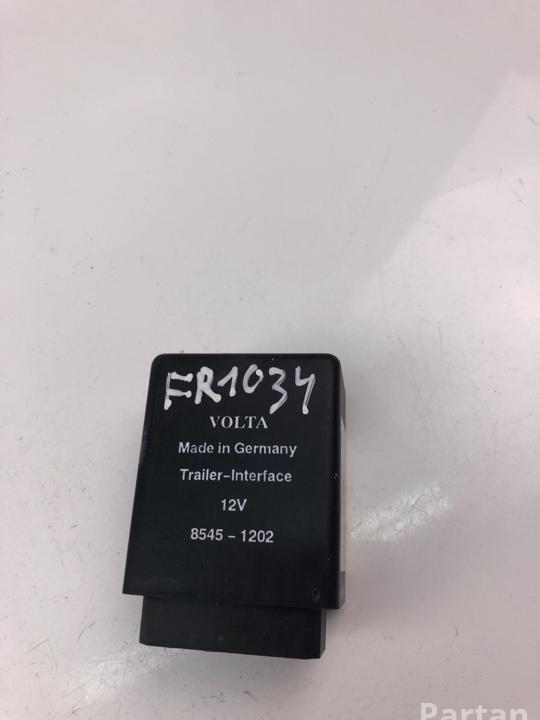 FR1034
VOLTA
Made in Germany
Trailer-Interface
12V
8545 - 1202
Partan